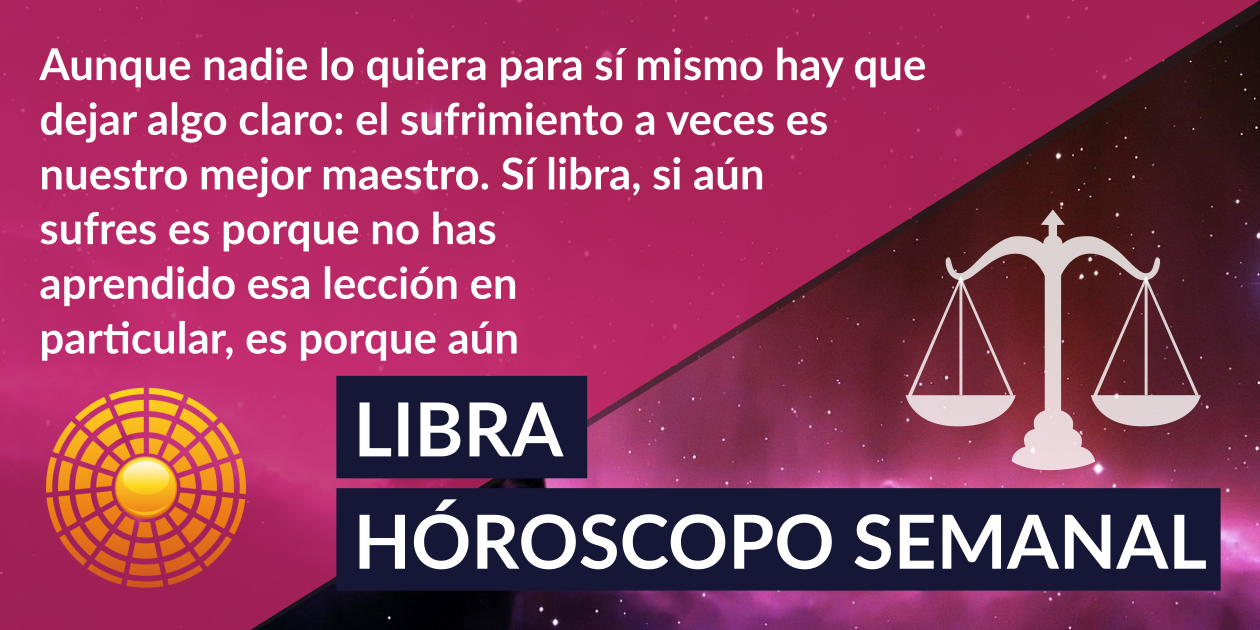 Aunque nadie lo quiera para sí mismo hay que
dejar algo claro: el sufrimiento a veces es
nuestro mejor maestro. Sí libra, si aún
sufres es porque no has
aprendido esa lección en
particular, es porque aún
LIBRA
HÓROSCOPO SEMANAL